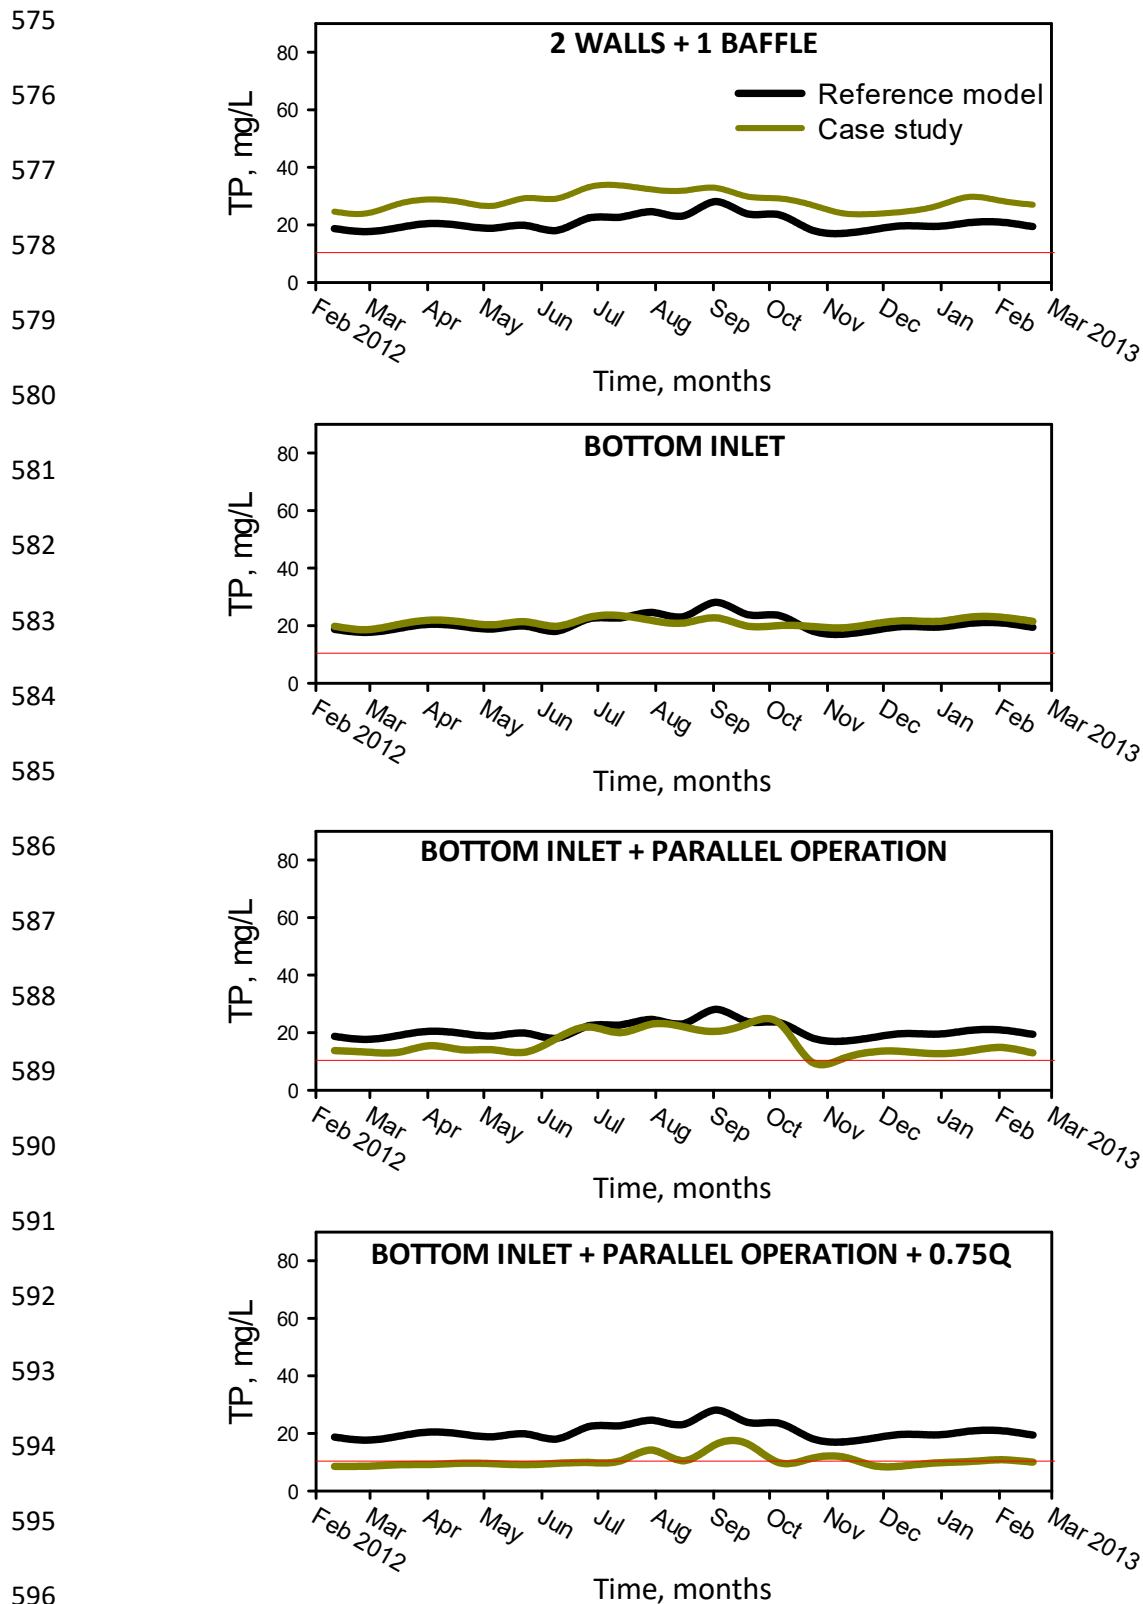 575
2 WALLS + 1 BAFFLE
80
576
Reference model
60
Case study
577
40
TP, mg/L
20
578
0
Feb 2012
Mar
Apr
May
Jun
Jul
Aug
Sep
Oct
Nov
Dec
Jan
Feb
Mar 2013
579
Time, months
580
BOTTOM INLET
80
581
60
582
40
TP, mg/L
583
20
0
584
Feb 2012
Mar
Apr
May
Jun
Jul
Aug
Sep
Oct
Nov
Dec
Jan
Feb
Mar 2013
585
Time, months
586
BOTTOM INLET + PARALLEL OPERATION
80
587
60
588
40
TP, mg/L
20
589
0
Feb 2012
Mar
Apr
May
Jun
Jul
Aug
Sep
Oct
Nov
Dec
Jan
Feb
Mar 2013
590
Time, months
591
BOTTOM INLET + PARALLEL OPERATION + 0.75Q
80
592
60
593
40
TP, mg/L
594
20
0
595
Feb 2012
Mar
Apr
May
Jun
Jul
Aug
Sep
Oct
Nov
Dec
Jan
Feb
Mar 2013
596
Time, months